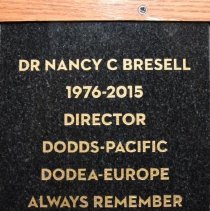 DR NANCY C BRESELL
1976-2015
DIRECTOR
DODDS-PACIFIC
DODEA-EUROPE
ALWAYS REMEMBER